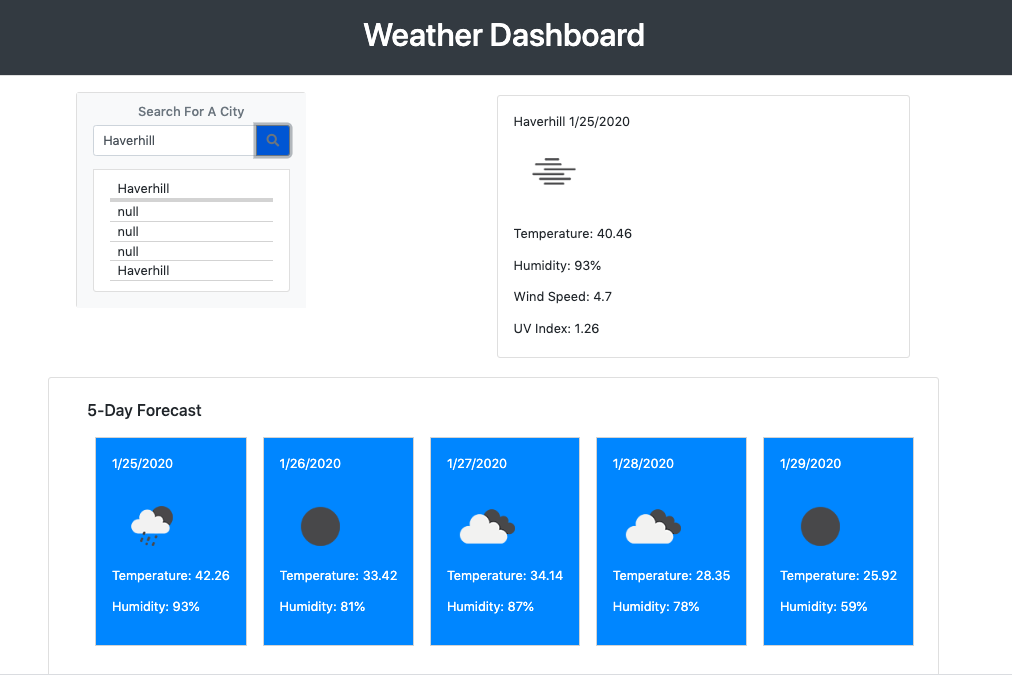 Weather Dashboard
Search For A City
Haverhill
Haverhill
null
null
null
Haverhill
Haverhill 1/25/2020
Temperature: 40.46
Humidity: 93%
Wind Speed: 4.7
UV Index: 1.26
5-Day Forecast
1/25/2020
Temperature: 42.26
Humidity: 93%
1/26/2020
Temperature: 33.42
Humidity: 81%
1/27/2020
Temperature: 34.14
Humidity: 87%
1/28/2020
Temperature: 28.35
Humidity: 78%
1/29/2020
Temperature: 25.92
Humidity: 59%